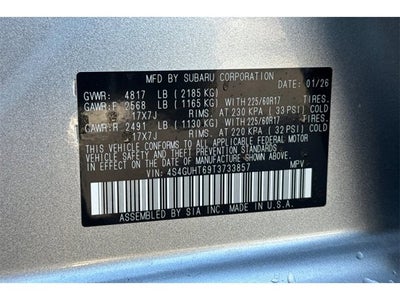 MFD BY SUBARU CORPORATION DATE: 01/26
GVWR: 4817 LB (2185 KG)
GAWR:F 2568 LB (1165 KG) WITH 225/60R17 TIRES.
17X7J RIMS. AT 230 KPA (33 PSI) COLD
GAWR:R 2491 LB (1130 KG) WITH 225/60R17 TIRES.
17X7J RIMS. AT 220 KPA (32 PSI) COLD
THIS VEHICLE CONFORMS TO ALL APPLICABLE FEDERAL
MOTOR VEHICLE SAFETY, BUMPER, AND THEFT PREVENTION
STANDARDS IN EFFECT ON THE DATE OF MANUFACTURE
SHOWN ABOVE.
VIN: 4S4GUHT69T3733857 MPV
ASSEMBLED BY SIA INC. MADE IN U.S.A.